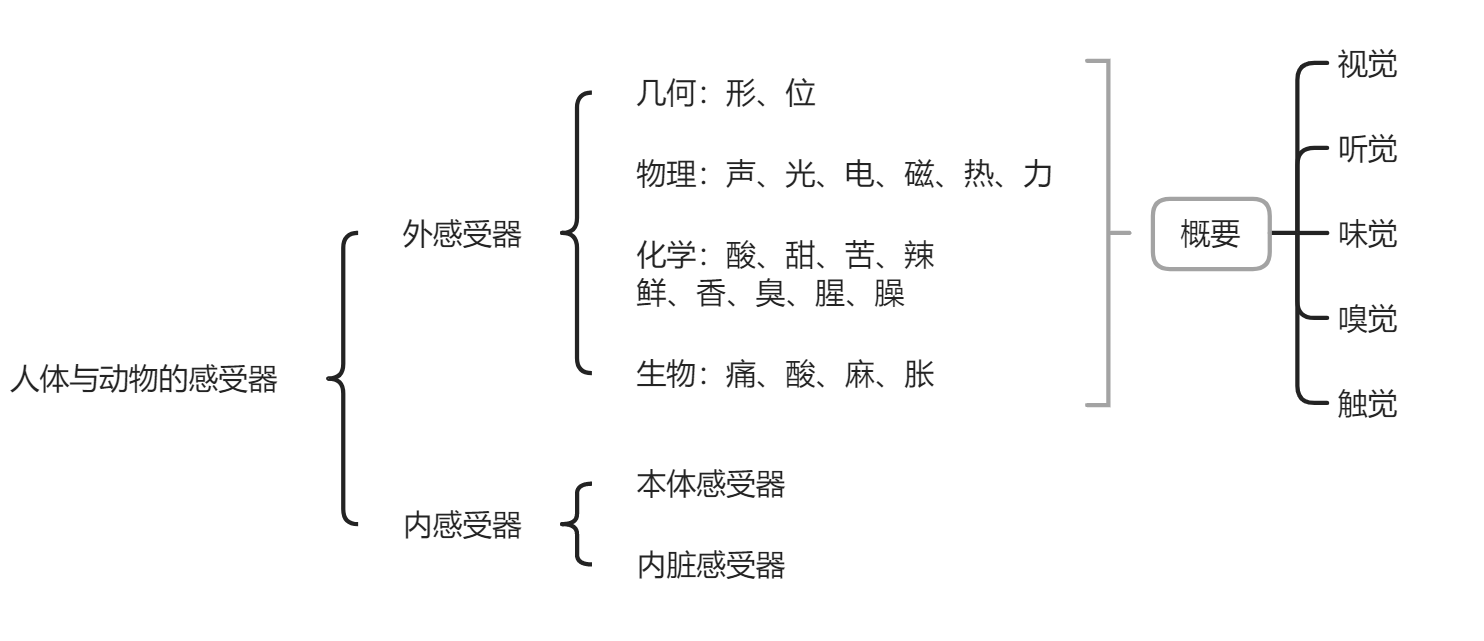 人体与动物的感受器
外感受器
几何：形、位
物理：声、光、电、磁、热、力
化学：酸、甜、苦、辣
鲜、香、臭、腥、臊
生物：痛、酸、麻、胀
概要
视觉
听觉
味觉
嗅觉
触觉
内感受器
本体感受器
内脏感受器